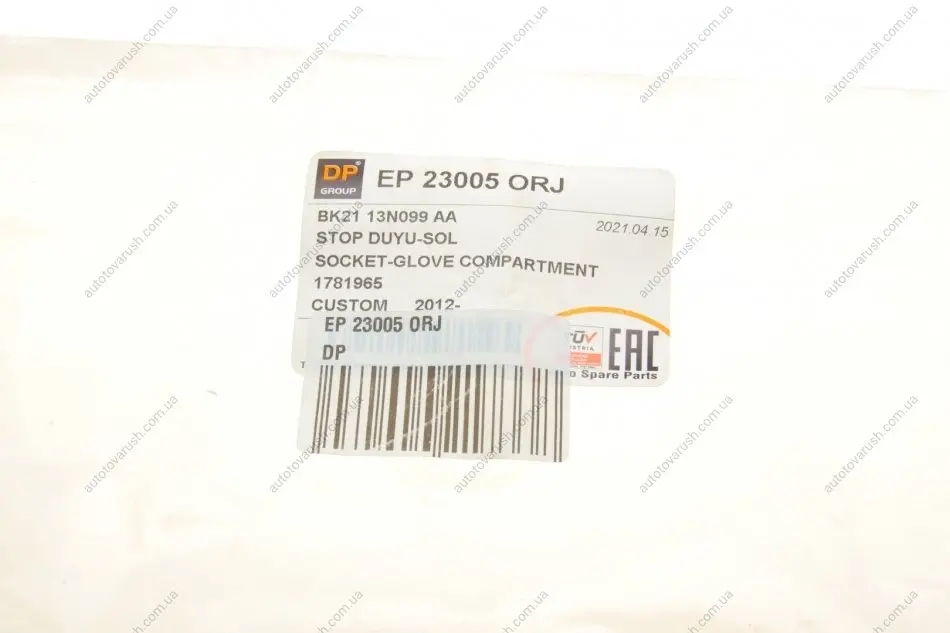 DP
GROUP
EP 23005 ORJ
BK21 13N099 AA
2021.04 15
STOP DUYU-SOL
SOCKET-GLOVE COMPARTMENT
1781965
CUSTOM 2012-
EP 23005 ORJ
DP
EAC
Spare Parts
autotovarush.com.ua